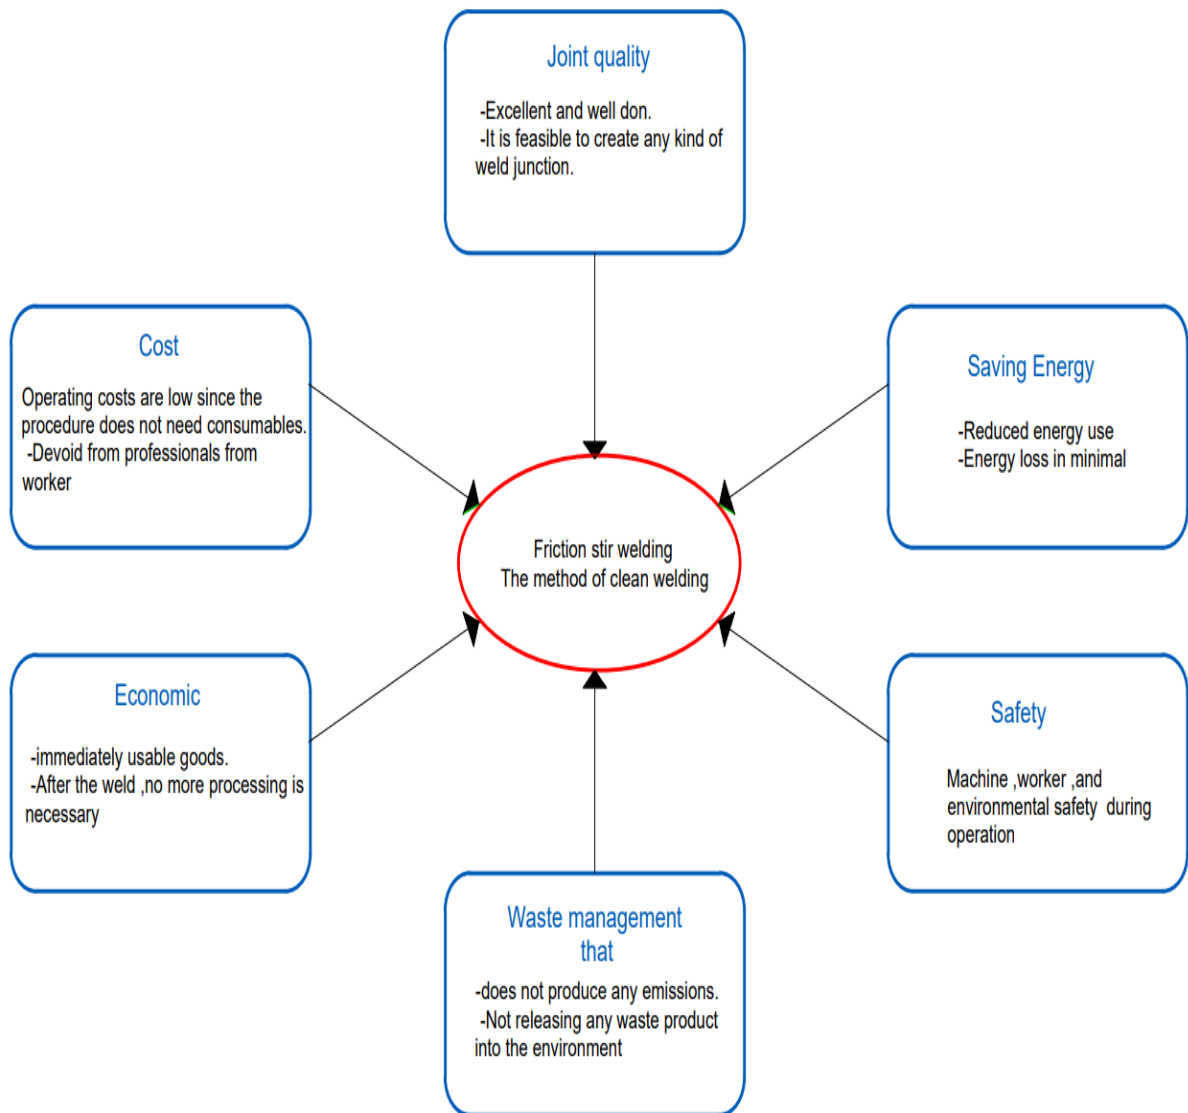 Joint quality
-Excellent and well don.
-It is feasible to create any kind of
weld junction.
Cost
Operating costs are low since the
procedure does not need consumables.
-Devoid from professionals from
worker
Saving Energy
-Reduced energy use
-Energy loss in minimal
Friction stir welding
The method of clean welding
Economic
-immediately usable goods.
-After the weld ,no more processing is
necessary
Safety
Machine ,worker ,and
environmental safety during
operation
Waste management
that
-does not produce any emissions.
-Not releasing any waste product
into the environment